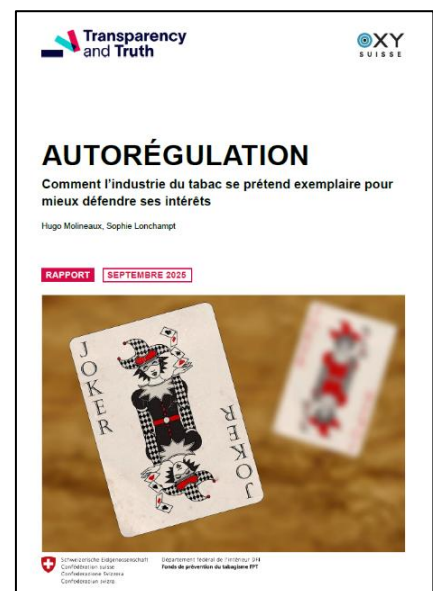 Transparency
and Truth
OXY
SUISSE
AUTORÉGULATION
Comment l'industrie du tabac se prétend exemplaire pour
mieux défendre ses intérêts
Hugo Molineaux, Sophie Lonchampt
RAPPORT SEPTEMBRE 2025
JOKER
JOKER
Schweizerische Eidgenossenschaft
Confédération suisse
Confederazione Svizzera
Confederaziun svizra
Département fédéral de l'intérieur DFI
Fonds de prévention du tabagisme FPT